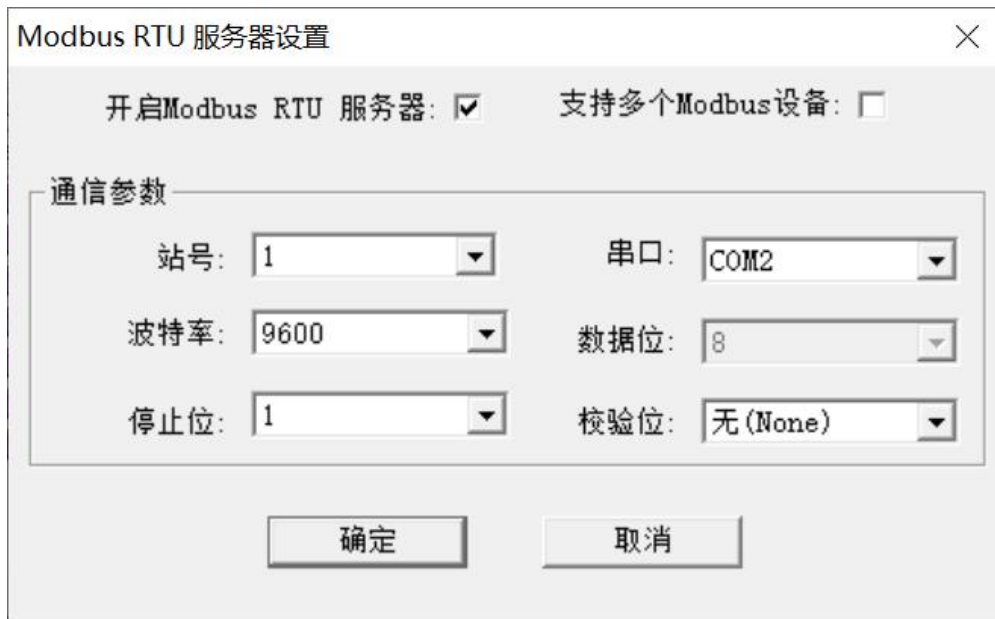 Modbus RTU 服务器设置
开启Modbus RTU 服务器:
支持多个Modbus设备:
通信参数
站号: 1
串口: COM2
波特率: 9600
数据位: 8
停止位: 1
校验位: 无(None)
确定
取消